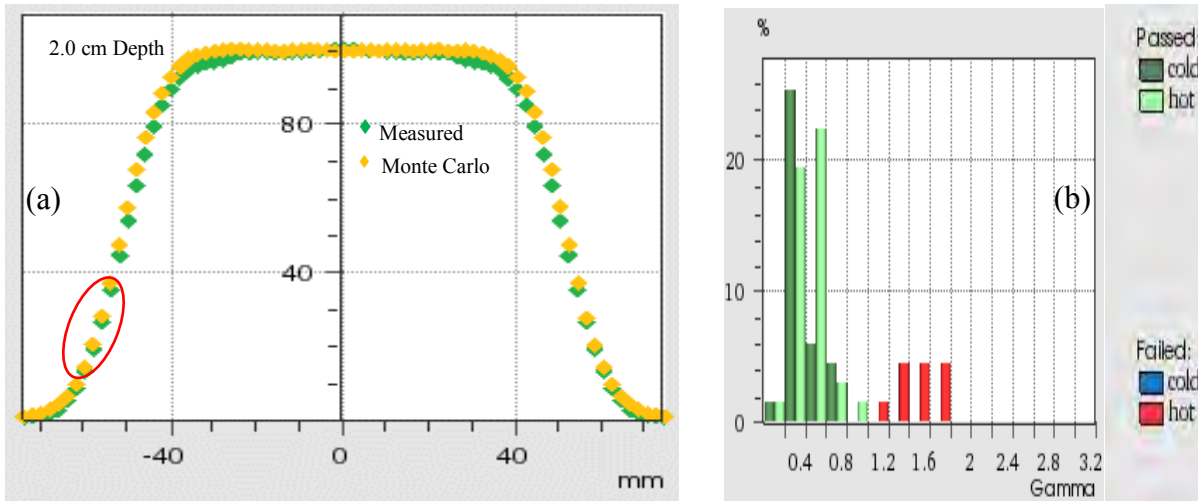 2.0 cm Depth
80
Measured
Monte Carlo
(a)
40
-40
0
40
mm
%
20
(b)
10
0
0.4 0.8 1.2 1.6 2 2.4 2.8 3.2
Gamma
Passed:
cold
hot
Failed:
cold
hot